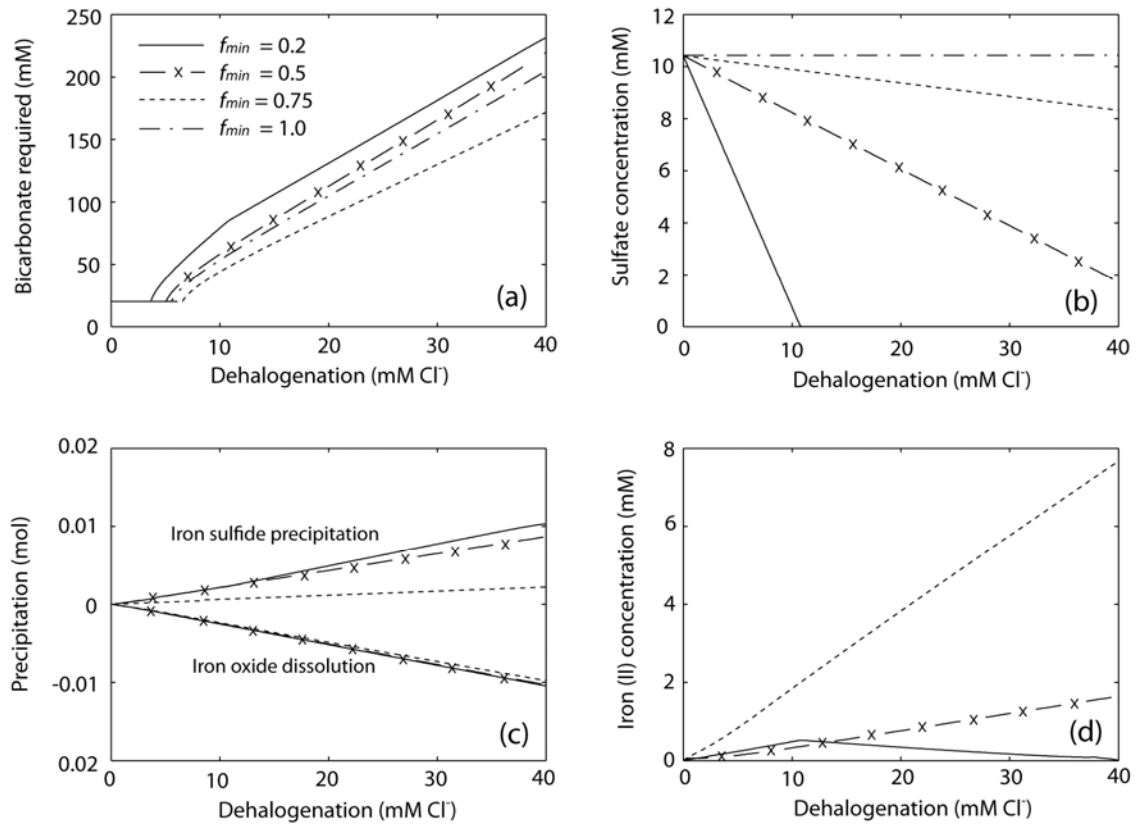 250
200
150
100
50
0
Bicarbonate required (mM)
fmin = 0.2
fmin = 0.5
fmin = 0.75
fmin = 1.0
(a)
0 10 20 30 40
Dehalogenation (mM Cl-)
12
10
8
6
4
2
0
Sulfate concentration (mM)
(b)
0 10 20 30 40
Dehalogenation (mM Cl-)
0.02
0.01
0
-0.01
0.02
Precipitation (mol)
Iron sulfide precipitation
Iron oxide dissolution
(c)
0 10 20 30 40
Dehalogenation (mM Cl-)
8
6
4
2
0
Iron (II) concentration (mM)
(d)
0 10 20 30 40
Dehalogenation (mM Cl-)